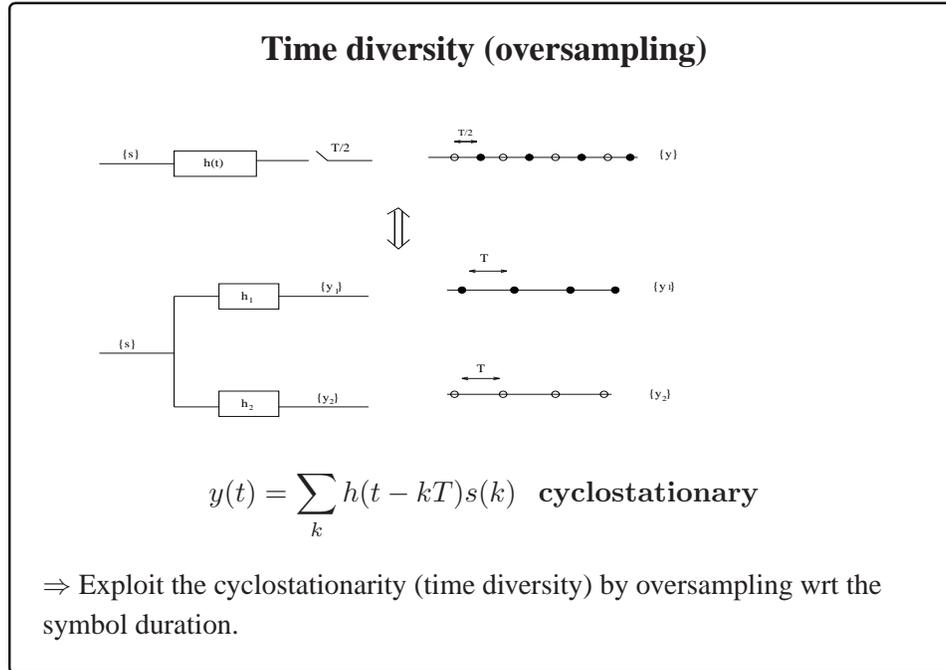 Time diversity (oversampling)
T/2
{s}
h(t)
T/2
{y}
T
h₁
{y₁}
{y₁}
{s}
T
h₂
{y₂}
{y₂}
y(t) = ∑ₖ h(t − kT)s(k) cyclostationary
⇒ Exploit the cyclostationarity (time diversity) by oversampling wrt the
symbol duration.